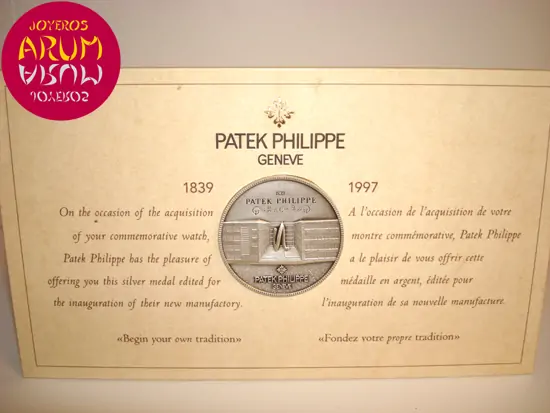 JOYEROS
ARUM
PATEK PHILIPPE
GENEVE
1839
On the occasion of the acquisition
of your commemorative watch,
Patek Philippe has the pleasure of
offering you this silver medal edited for
the inauguration of their new manufactory.
«Begin your own tradition»
PATEK PHILIPPE
PATEK PHILIPPE
1997
A l'occasion de l'acquisition de votre
montre commémorative, Patek Philippe
a le plaisir de vous offrir cette
médaille en argent, éditée pour
l'inauguration de sa nouvelle manufacture.
«Fondez votre propre tradition»